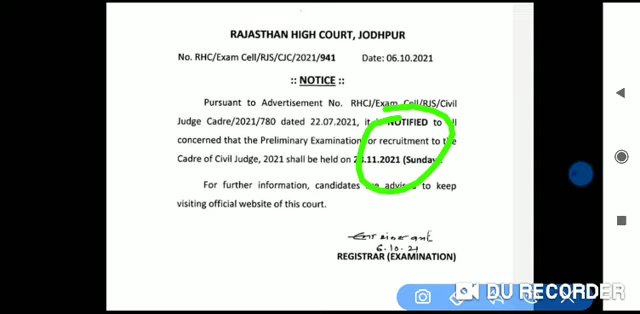 RAJASTHAN HIGH COURT, JODHPUR
No. RHC/Exam Cell/RJS/CJC/2021/941 Date: 06.10.2021
:: NOTICE ::
Pursuant to Advertisement No. RHCJ/Exam Cell/RJS/Civil
Judge Cadre/2021/780 dated 22.07.2021, it NOTIFIED to all
concerned that the Preliminary Examination for recruitment to the
Cadre of Civil Judge, 2021 shall be held on .11.2021 (Sunday).
For further information, candidates are advised to keep
visiting official website of this court.
6.10.21
REGISTRAR (EXAMINATION)
DU RECORDER